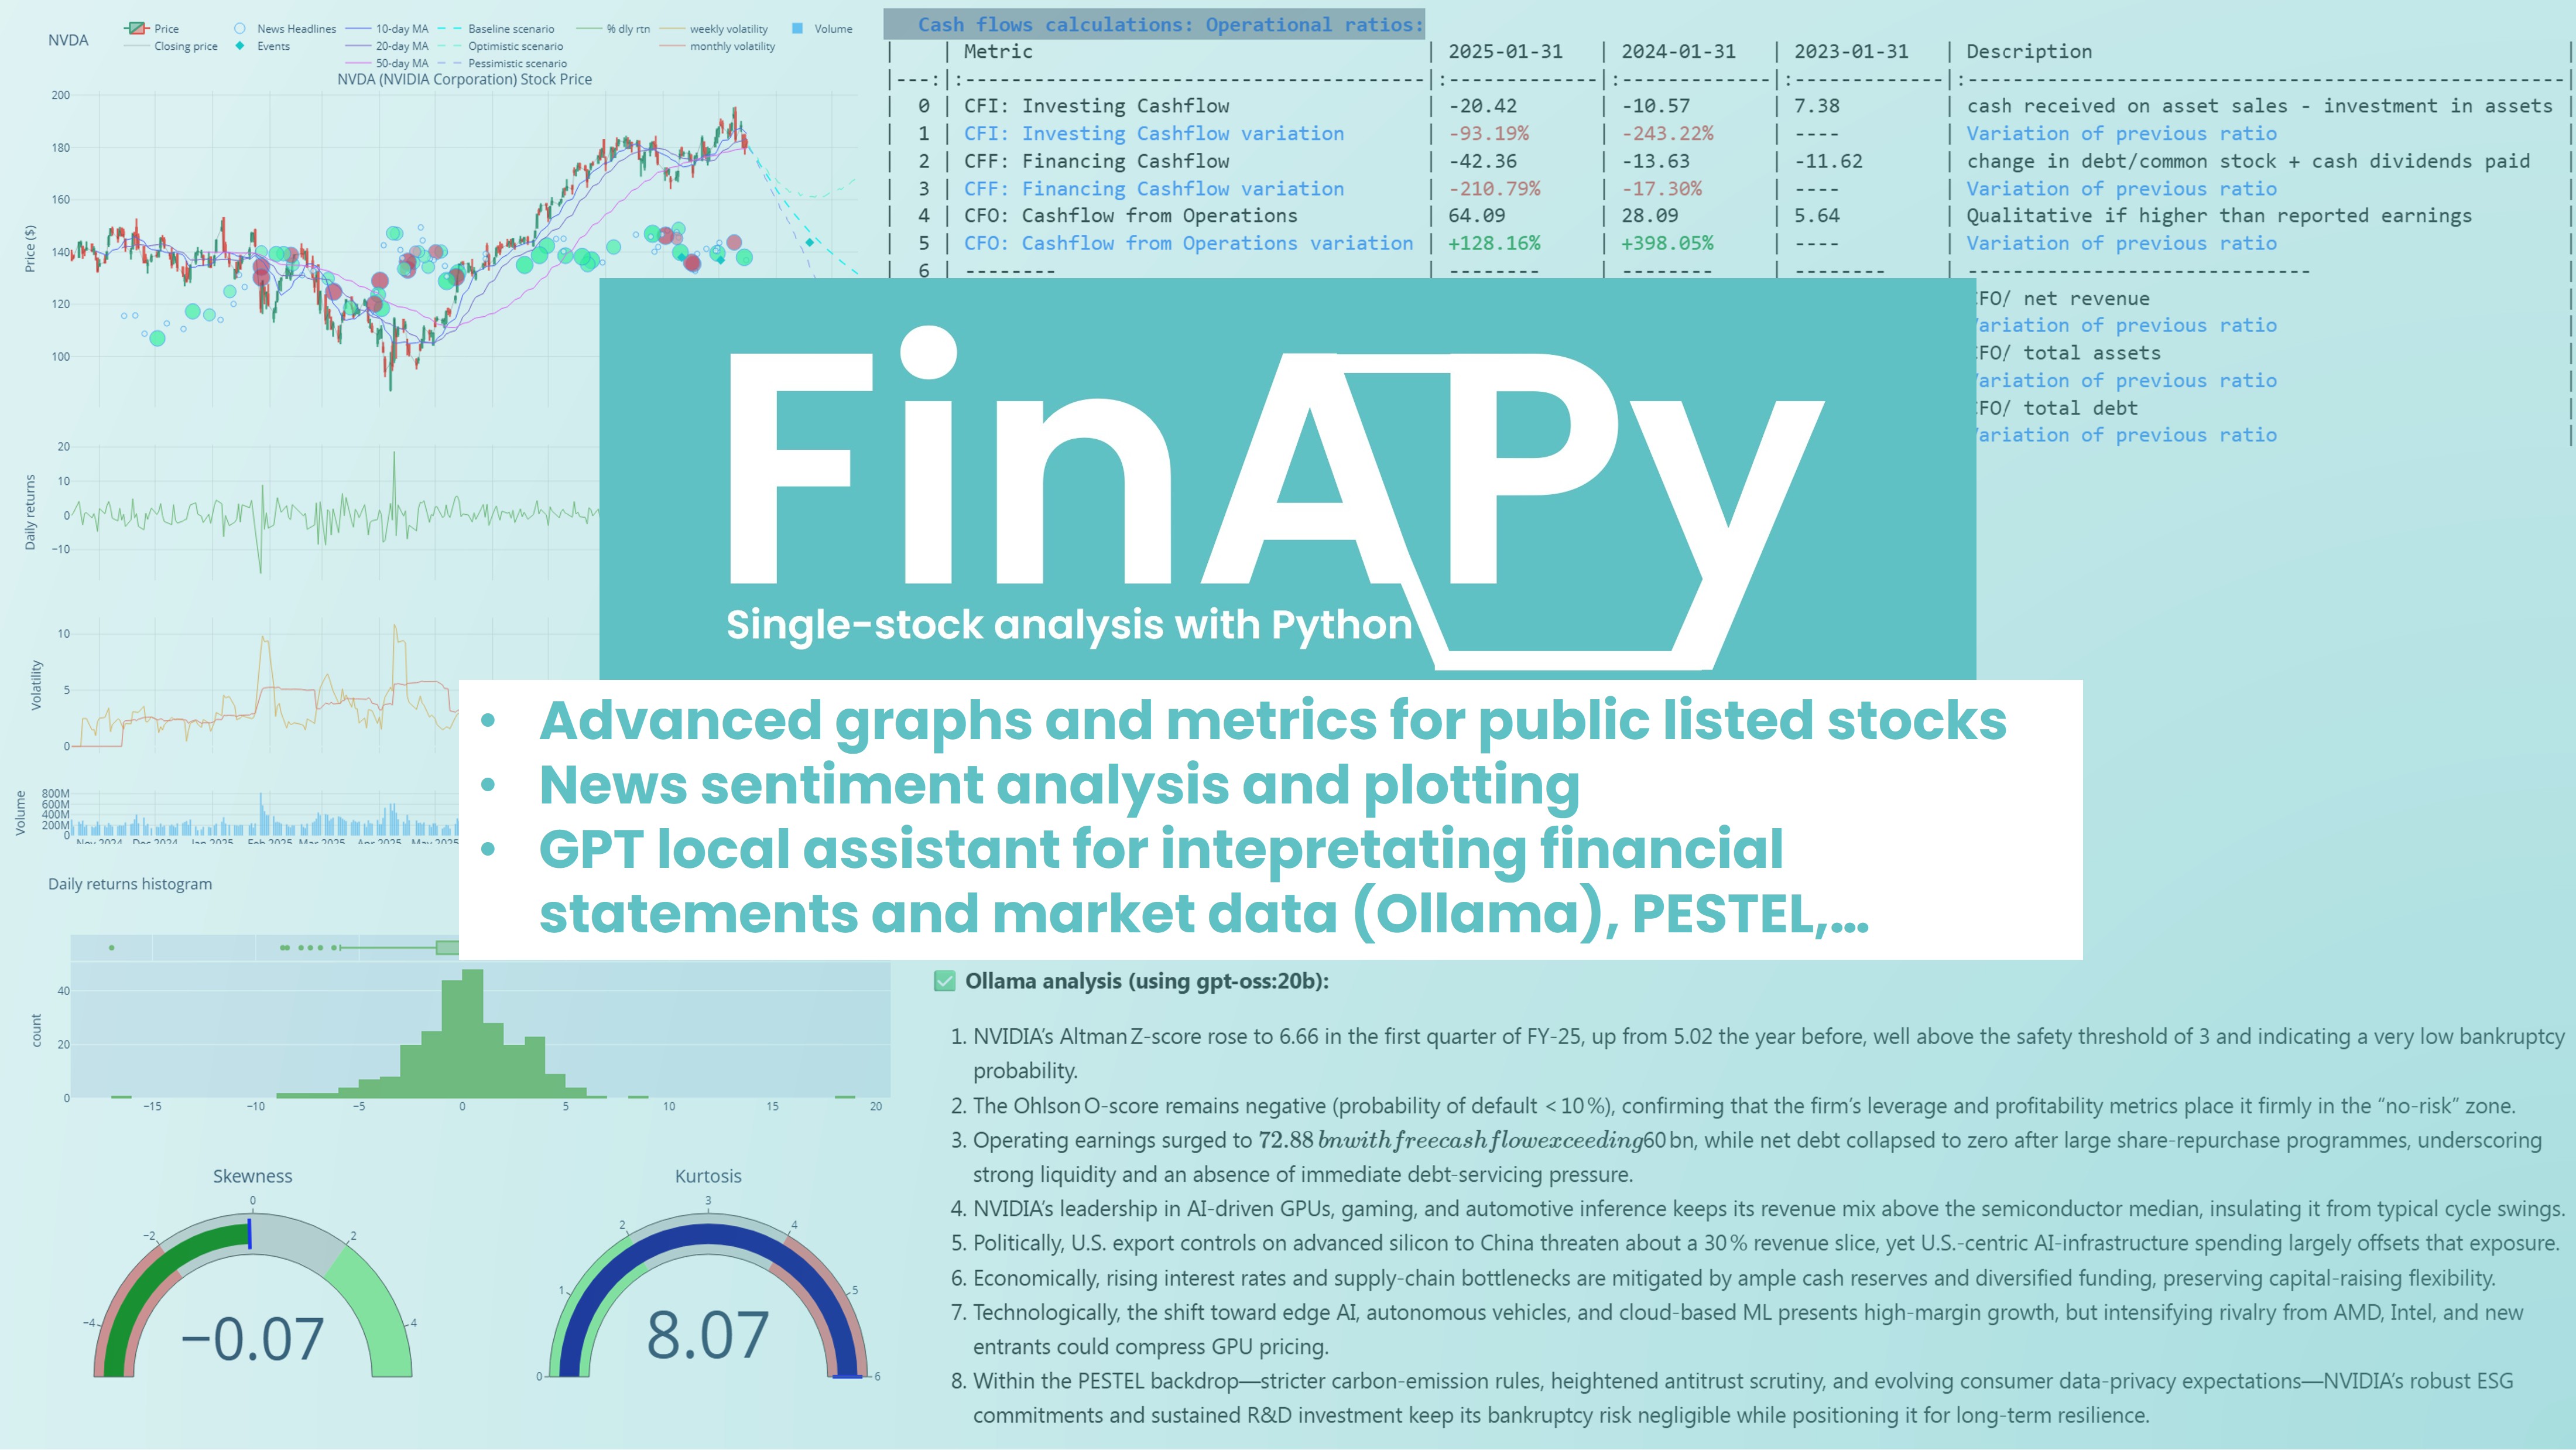 NVDA
Price
News Headlines
10-day MA
Baseline scenario
% dly rtn
weekly volatility
Volume
Closing price
Events
20-day MA
Optimistic scenario
monthly volatility
50-day MA
Pessimistic scenario
NVDA (NVIDIA Corporation) Stock Price
200
180
160
140
120
100
Price ($)
20
10
0
−10
Daily returns
10
5
0
Volatility
800M
600M
400M
200M
0
Volume
Nov 2024 Dec 2024 Jan 2025 Feb 2025 Mar 2025 Apr 2025 May 2025
Cash flows calculations: Operational ratios:
| | Metric | 2025-01-31 | 2024-01-31 | 2023-01-31 | Description |
|---:|:----------------------------------------|:------------|:------------|:-------------|:----------------------------------------------------|
| 0 | CFI: Investing Cashflow | -20.42 | -10.57 | 7.38 | cash received on asset sales - investment in assets
| 1 | CFI: Investing Cashflow variation | -93.19% | -243.22% | ---- | Variation of previous ratio |
| 2 | CFF: Financing Cashflow | -42.36 | -13.63 | -11.62 | change in debt/common stock + cash dividends paid |
| 3 | CFF: Financing Cashflow variation | -210.79% | -17.30% | ---- | Variation of previous ratio |
| 4 | CFO: Cashflow from Operations | 64.09 | 28.09 | 5.64 | Qualitative if higher than reported earnings |
| 5 | CFO: Cashflow from Operations variation | +128.16% | +398.05% | ---- | Variation of previous ratio |
| 6 | -------- | -------- | -------- | -------- | ------------------------------ |
FO/ net revenue |
ariation of previous ratio |
FO/ total assets |
ariation of previous ratio |
FO/ total debt |
ariation of previous ratio |
FinAPy
Single-stock analysis with Python
• Advanced graphs and metrics for public listed stocks
• News sentiment analysis and plotting
• GPT local assistant for intepretating financial
statements and market data (Ollama), PESTEL,...
Daily returns histogram
40
20
0
count
−15 −10 −5 0 5 10 15 20
Skewness
−4 −2 0 2 4
−0.07
Kurtosis
0 1 2 3 4 5 6
8.07
✅ Ollama analysis (using gpt-oss:20b):
1. NVIDIA's Altman Z-score rose to 6.66 in the first quarter of FY-25, up from 5.02 the year before, well above the safety threshold of 3 and indicating a very low bankruptcy
probability.
2. The Ohlson O-score remains negative (probability of default < 10 %), confirming that the firm's leverage and profitability metrics place it firmly in the “no-risk” zone.
3. Operating earnings surged to 72.88bnwithfreecashflowexceeding60 bn, while net debt collapsed to zero after large share-repurchase programmes, underscoring
strong liquidity and an absence of immediate debt-servicing pressure.
4. NVIDIA's leadership in AI-driven GPUs, gaming, and automotive inference keeps its revenue mix above the semiconductor median, insulating it from typical cycle swings.
5. Politically, U.S. export controls on advanced silicon to China threaten about a 30 % revenue slice, yet U.S.-centric AI-infrastructure spending largely offsets that exposure.
6. Economically, rising interest rates and supply-chain bottlenecks are mitigated by ample cash reserves and diversified funding, preserving capital-raising flexibility.
7. Technologically, the shift toward edge AI, autonomous vehicles, and cloud-based ML presents high-margin growth, but intensifying rivalry from AMD, Intel, and new
entrants could compress GPU pricing.
8. Within the PESTEL backdrop—stricter carbon-emission rules, heightened antitrust scrutiny, and evolving consumer data-privacy expectations—NVIDIA's robust ESG
commitments and sustained R&D investment keep its bankruptcy risk negligible while positioning it for long-term resilience.